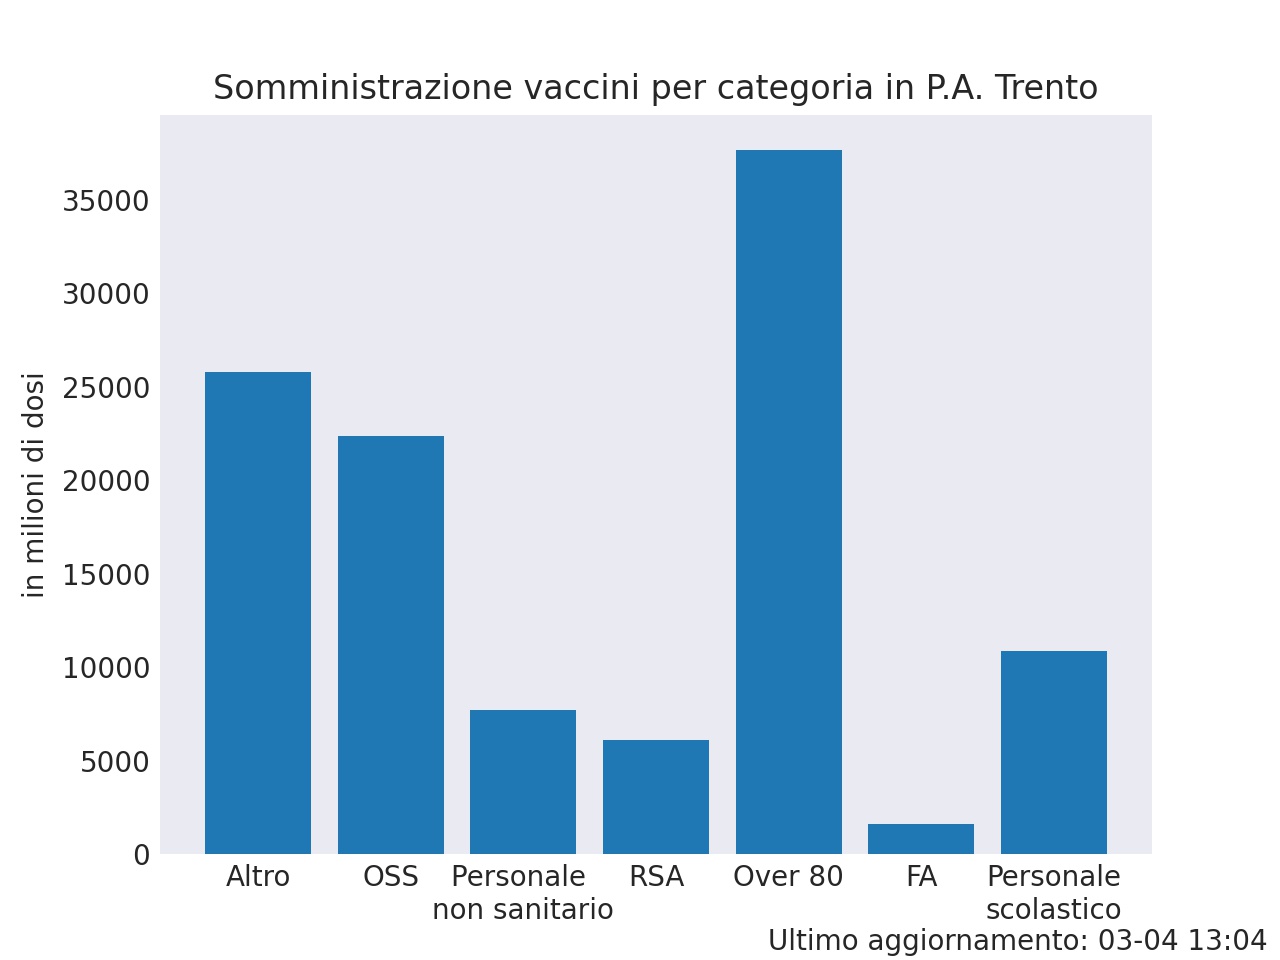 Somministrazione vaccini per categoria in P.A. Trento
in milioni di dosi
35000
30000
25000
20000
15000
10000
5000
0
Altro OSS Personale RSA Over 80 FA Personale
non sanitario scolastico
Ultimo aggiornamento: 03-04 13:04